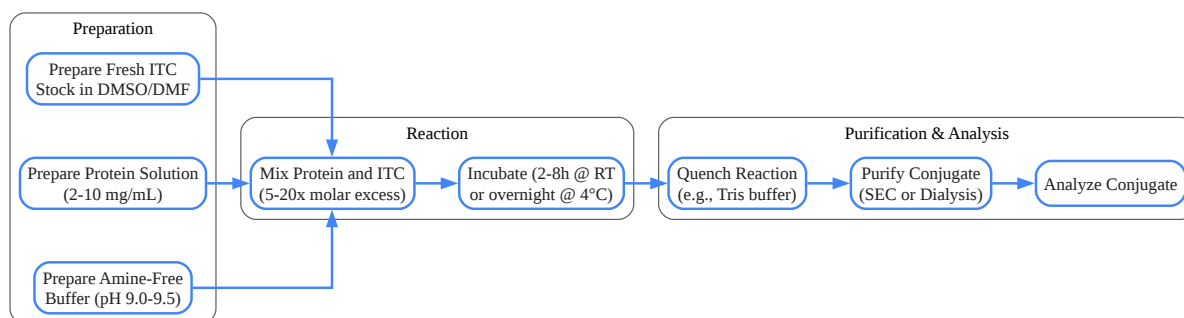 Preparation
Prepare Fresh ITC
Stock in DMSO/DMF
Prepare Protein Solution
(2-10 mg/mL)
Prepare Amine-Free
Buffer (pH 9.0-9.5)
Reaction
Mix Protein and ITC
(5-20x molar excess)
Incubate (2-8h @ RT
or overnight @ 4°C)
Purification & Analysis
Quench Reaction
(e.g., Tris buffer)
Purify Conjugate
(SEC or Dialysis)
Analyze Conjugate